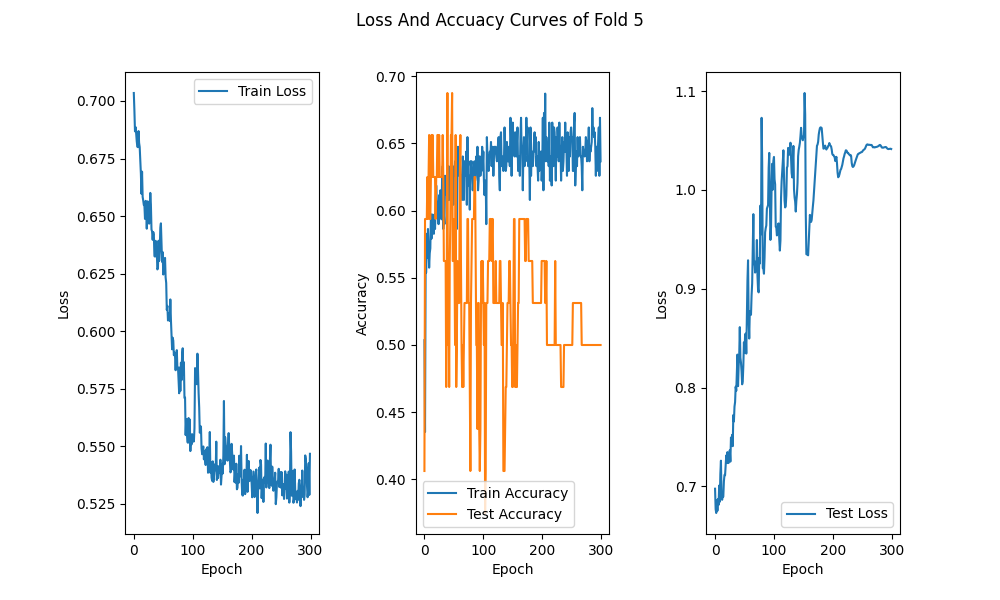 Loss And Accuacy Curves of Fold 5
Loss
0.700
0.675
0.650
0.625
0.600
0.575
0.550
0.525
Train Loss
0 100 200 300
Epoch
Accuracy
0.70
0.65
0.60
0.55
0.50
0.45
0.40
Train Accuracy
Test Accuracy
0 100 200 300
Epoch
Loss
1.1
1.0
0.9
0.8
0.7
Test Loss
0 100 200 300
Epoch